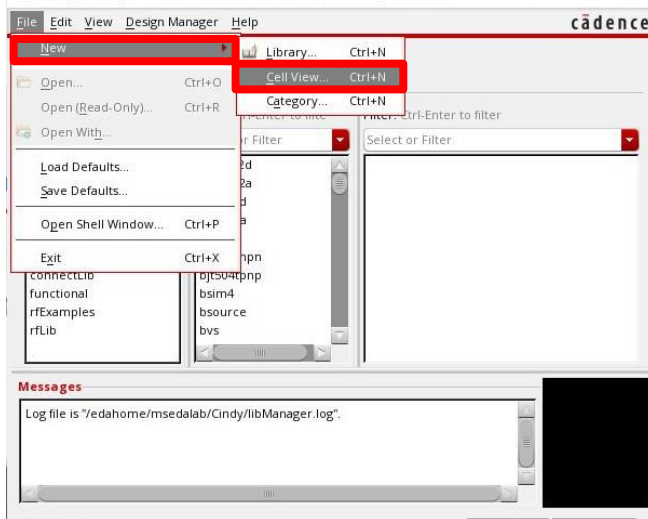 File Edit View Design Manager Help cādence
New
Library... Ctrl+N
Cell View... Ctrl+N
Category... Ctrl+N
Open... Ctrl+O
Open (Read-Only)... Ctrl+R
Open With...
Load Defaults...
Save Defaults...
Open Shell Window... Ctrl+P
Exit Ctrl+X
Filter: Ctrl-Enter to filter
or Filter
Select or Filter
connectLib
functional
rfExamples
rfLib
bjt504tpnp
bsim4
bsource
bvs
Messages
Log file is "/edahome/msedalab/Cindy/libManager.log".